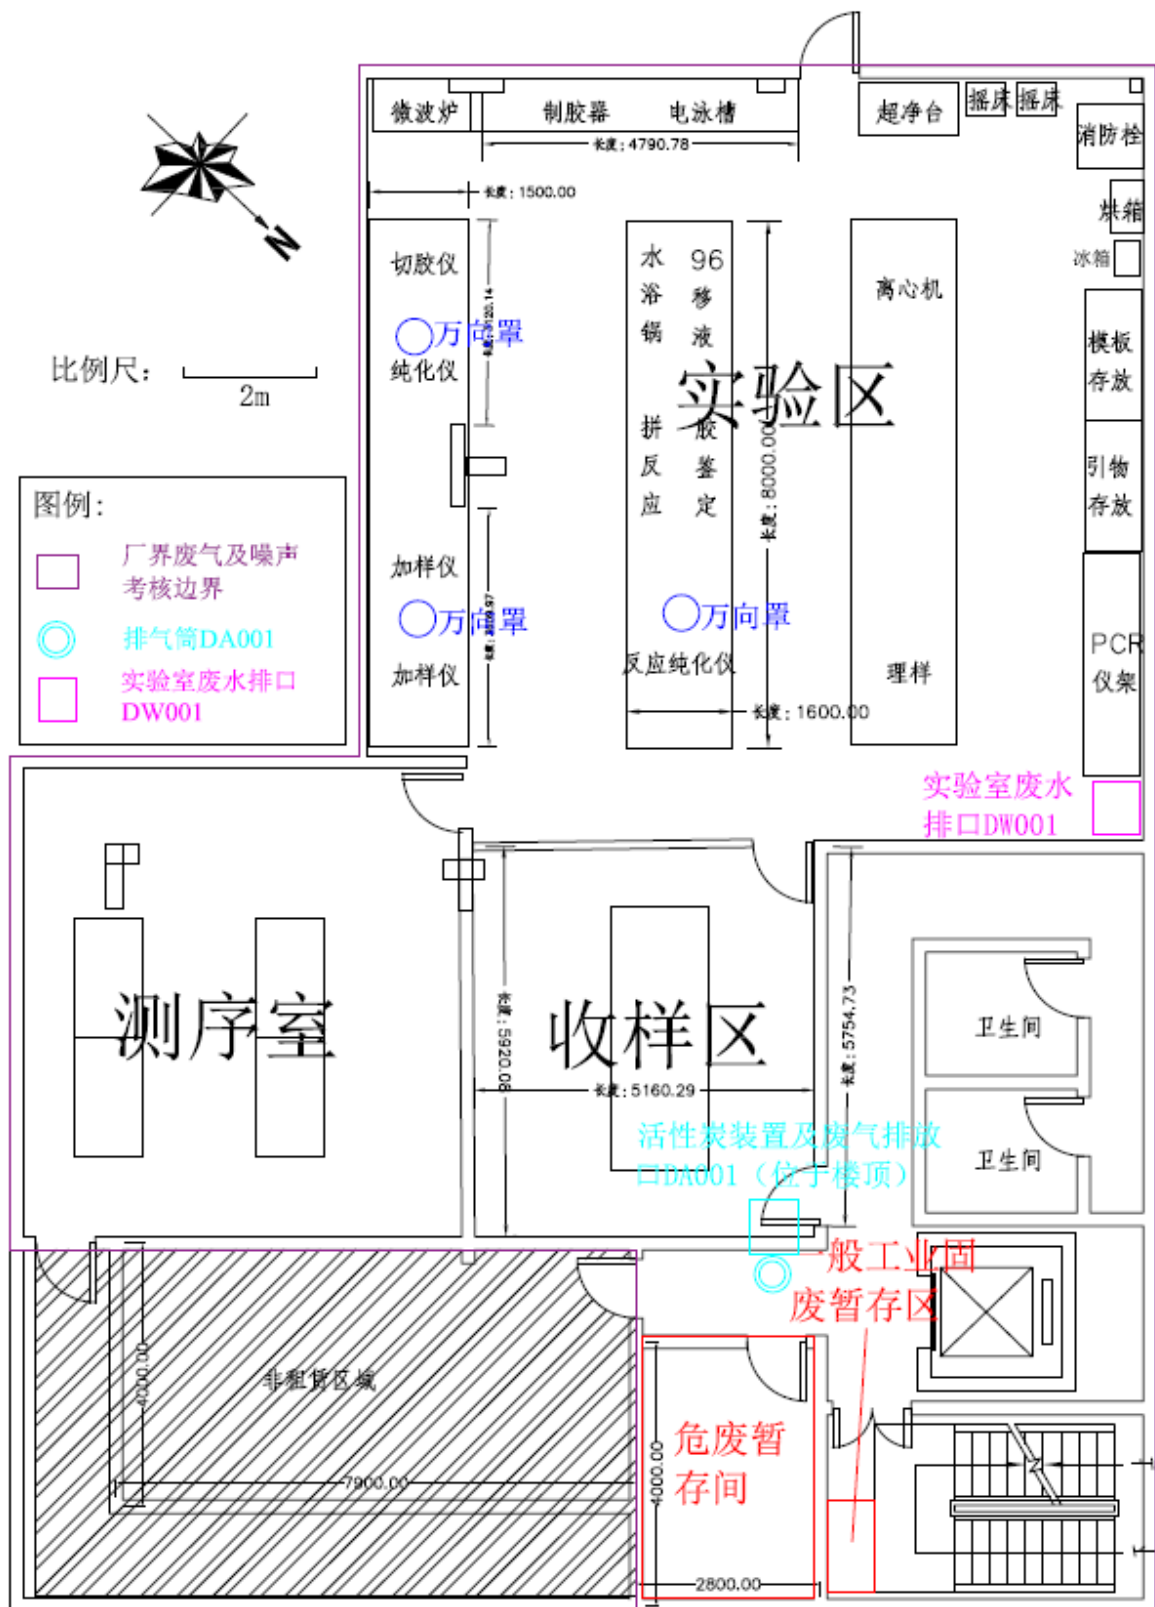 微波炉
制胶器
电泳槽
超净台
摇床
摇床
消防栓
长度:4790.78
长度:1500.00
烘箱
冰箱
切胶仪
长度:3120.14
水浴锅
96移液
离心机
万向罩
纯化仪
实验区
模板
存放
N
比例尺：
2m
拼反应
胶鉴定
长度:8000.00
引物
存放
图例:
厂界废气及噪声
考核边界
排气筒DA001
实验室废水排口
DW001
加样仪
万向罩
加样仪
万向罩
反应纯化仪
长度:1600.00
理样
PCR
仪架
实验室废水
排口DW001
测序室
收样区
长度:5920.08
长度:5160.29
长度:5754.73
卫生间
卫生间
活性炭装置及废气排放
口DA001（位于楼顶）
一般工业固
废暂存区
非租赁区域
4000.00
7900.00
危废暂
存间
4000.00
2800.00